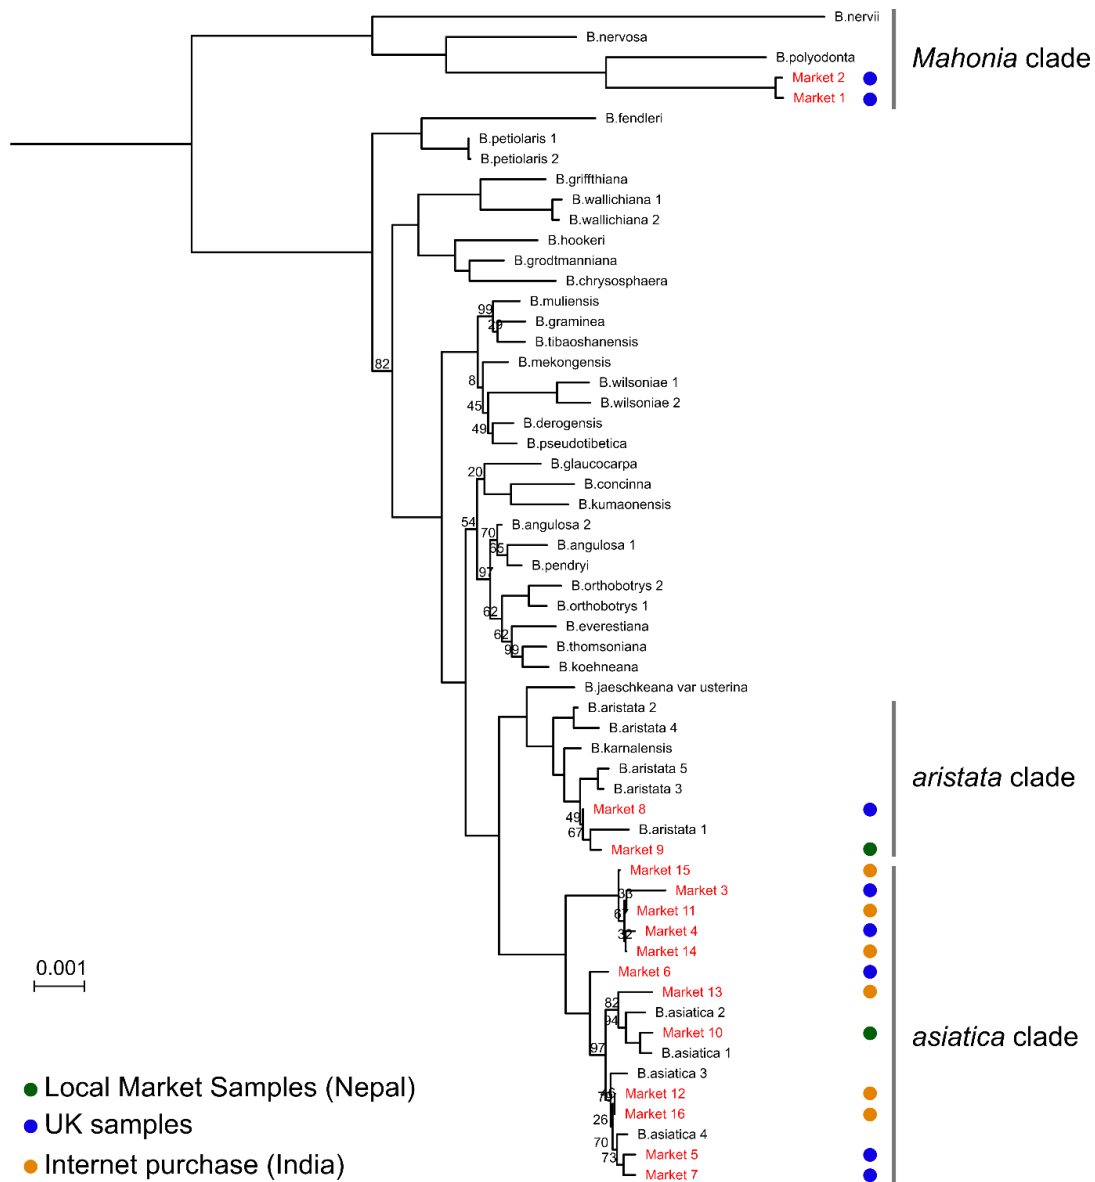 B.nervii
B.nervosa
Mahonia clade
B.polyodonta
Market 2
Market 1
B.fendleri
B.petiolaris 1
B.petiolaris 2
B.griffthiana
B.wallichiana 1
B.wallichiana 2
B.hookeri
B.grodtmanniana
B.chrysosphaera
B.muliensis
99
B.graminea
29
B.tibaoshanensis
B.mekongensis
82
8
B.wilsoniae 1
B.wilsoniae 2
45
B.derogensis
49
B.pseudotibetica
B.glaucocarpa
20
B.concinna
B.kumaonensis
54
B.angulosa 2
70
B.angulosa 1
65
B.pendryi
97
B.orthobotrys 2
B.orthobotrys 1
62
B.everestiana
62
B.thomsoniana
99
B.koehneana
B.jaeschkeana var usterina
B.aristata 2
B.aristata 4
B.karnalensis
B.aristata 5
aristata clade
B.aristata 3
Market 8
49
B.aristata 1
67
Market 9
Market 15
Market 3
33
Market 11
67
Market 4
32
Market 14
0.001
Market 6
Market 13
82
B.asiatica 2
94
Market 10
asiatica clade
B.asiatica 1
97
B.asiatica 3
Market 12
Market 16
26
B.asiatica 4
70
Market 5
73
Market 7
Local Market Samples (Nepal)
UK samples
Internet purchase (India)